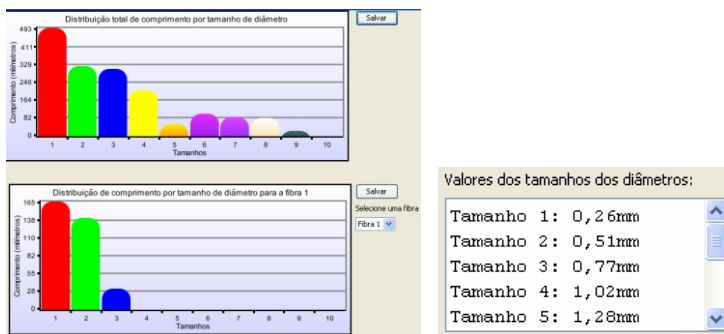 Distribuição total de comprimento por tamanho de diâmetro
Salvar
Comprimento (milímetros)
493
411
329
246
164
82
0
1 2 3 4 5 6 7 8 9 10
Tamanhos
Distribuição de comprimento por tamanho de diâmetro para a fibra 1
Salvar
Selecione uma fibra
Fibra 1
Comprimento (milímetros)
165
138
110
82
55
28
0
1 2 3 4 5 6 7 8 9 10
Tamanhos
Valores dos tamanhos dos diâmetros:
Tamanho 1: 0,26mm
Tamanho 2: 0,51mm
Tamanho 3: 0,77mm
Tamanho 4: 1,02mm
Tamanho 5: 1,28mm